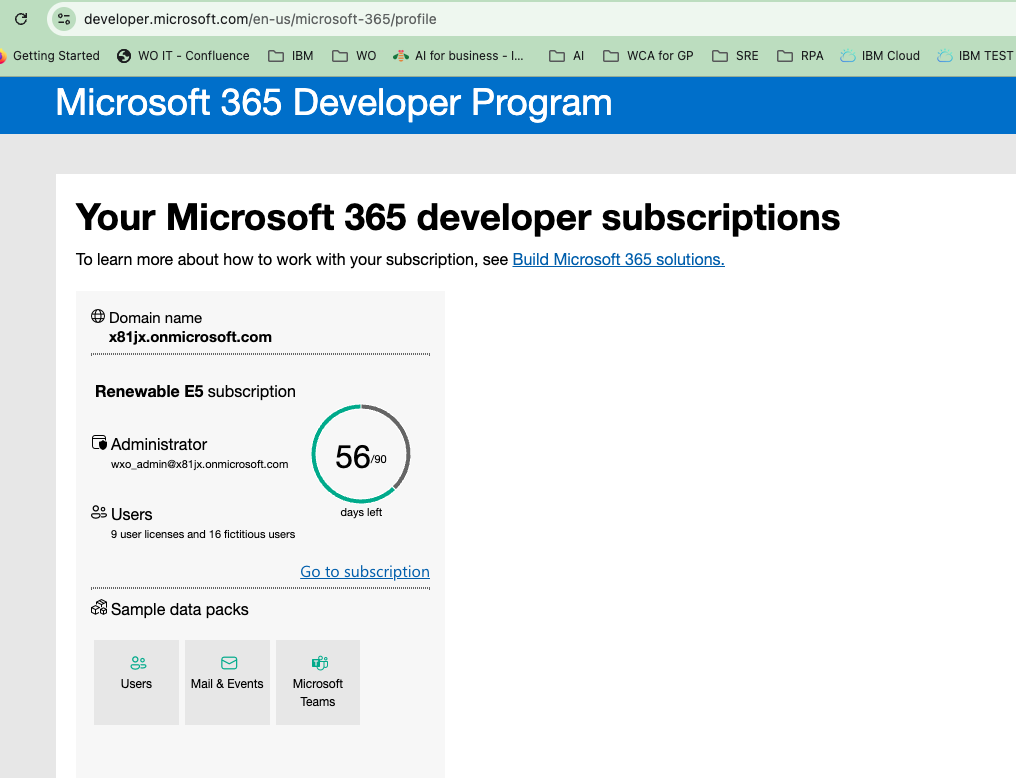 developer.microsoft.com/en-us/microsoft-365/profile
Getting Started WO IT - Confluence IBM WO AI for business - I... AI WCA for GP SRE RPA IBM Cloud IBM TEST
Microsoft 365 Developer Program
Your Microsoft 365 developer subscriptions
To learn more about how to work with your subscription, see Build Microsoft 365 solutions.
Domain name
x81jx.onmicrosoft.com
Renewable E5 subscription
Administrator
wxo_admin@x81jx.onmicrosoft.com
56/90
days left
Users
9 user licenses and 16 fictitious users
Go to subscription
Sample data packs
Users
Mail & Events
Microsoft
Teams